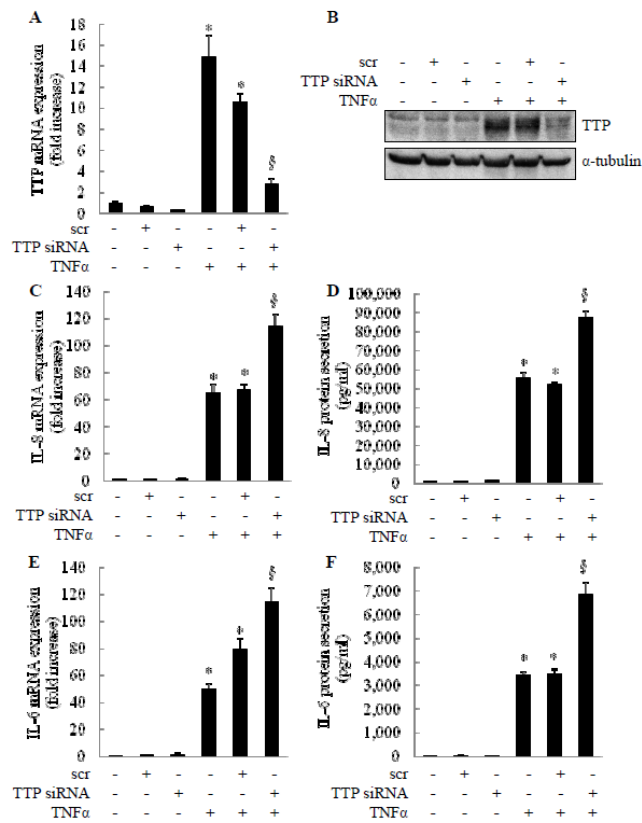 A
TTP mRNA expression
(fold increase)
18
16
14
12
10
8
6
4
2
0
*
*
scr - + - - + -
TTP siRNA - - + - - +
TNFα - - - + + +
B
scr - + - - + -
TTP siRNA - - + - - +
TNFα - - - + + +
TTP
α-tubulin
C
IL-8 mRNA expression
(fold increase)
140
120
100
80
60
40
20
0
*
*
scr - + - - + -
TTP siRNA - - + - - +
TNFα - - - + + +
D
IL-8 protein secretion
(pg/ml)
100,000
90,000
80,000
70,000
60,000
50,000
40,000
30,000
20,000
10,000
0
*
*
scr - + - - + -
TTP siRNA - - + - - +
TNFα - - - + + +
E
IL-6 mRNA expression
(fold increase)
140
120
100
80
60
40
20
0
*
*
scr - + - - + -
TTP siRNA - - + - - +
TNFα - - - + + +
F
IL-6 protein secretion
(pg/ml)
8,000
7,000
6,000
5,000
4,000
3,000
2,000
1,000
0
*
*
scr - + - - + -
TTP siRNA - - + - - +
TNFα - - - + + +